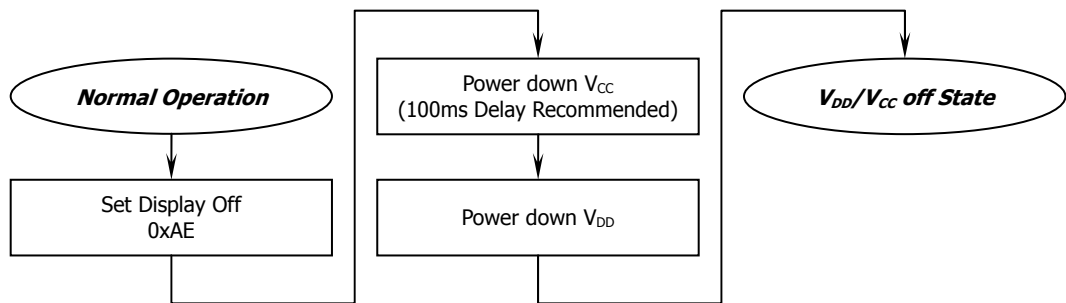 Normal Operation
Set Display Off
0xAE
Power down VCC
(100ms Delay Recommended)
Power down VDD
VDD/VCC off State